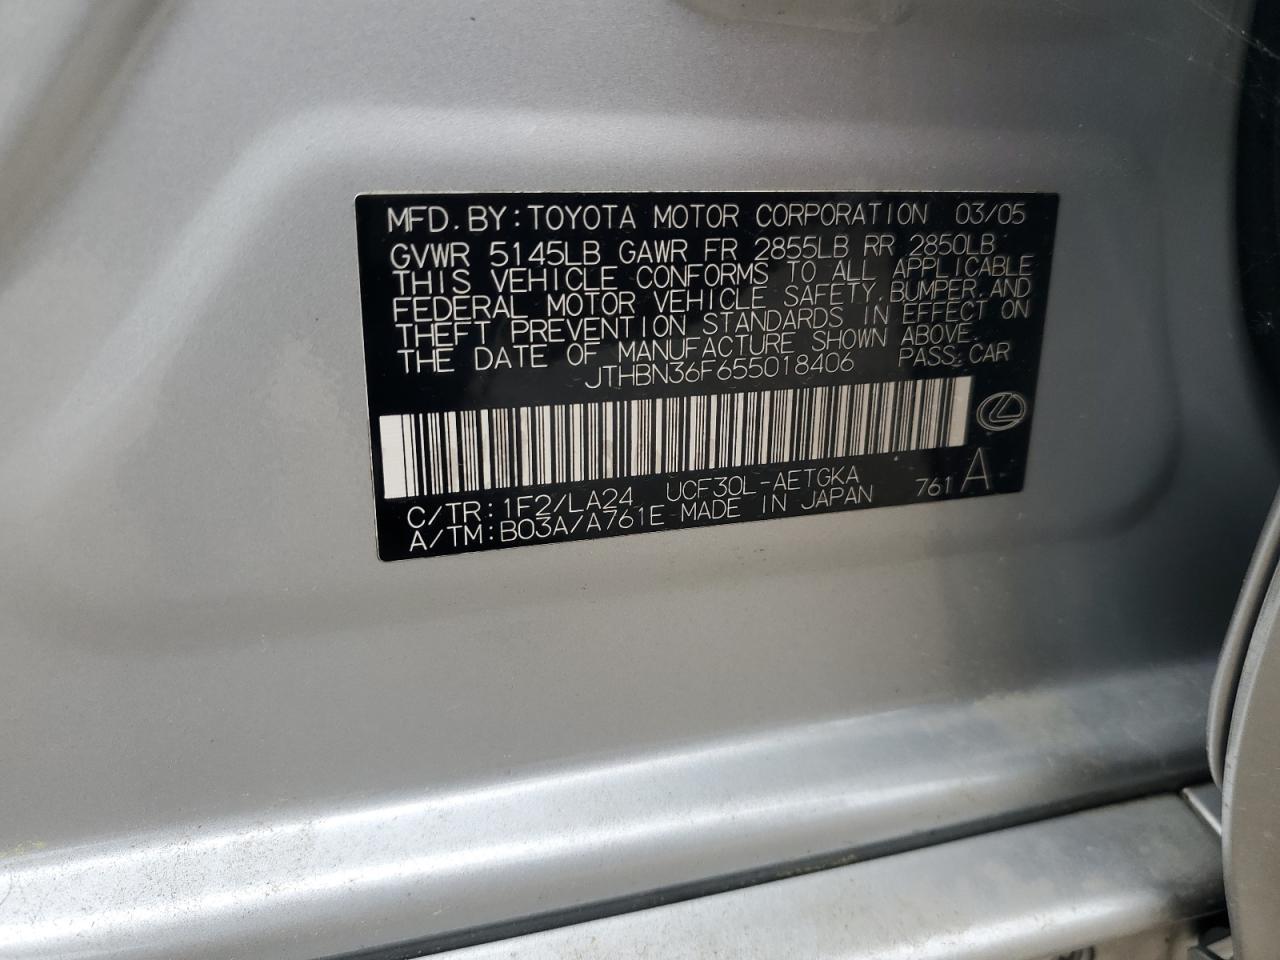 MFD. BY: TOYOTA MOTOR CORPORATION 03/05
GVWR 5145LB GAWR FR 2855LB RR 2850LB
THIS VEHICLE CONFORMS TO ALL APPLICABLE
FEDERAL MOTOR VEHICLE SAFETY, BUMPER, AND
THEFT PREVENTION STANDARDS IN EFFECT ON
THE DATE OF MANUFACTURE SHOWN ABOVE.
JTHBN36F655018406 PASS. CAR
C/TR: 1F2/LA24 UCF30L-AETGKA 761 A
A/TM: B03A/A761E MADE IN JAPAN